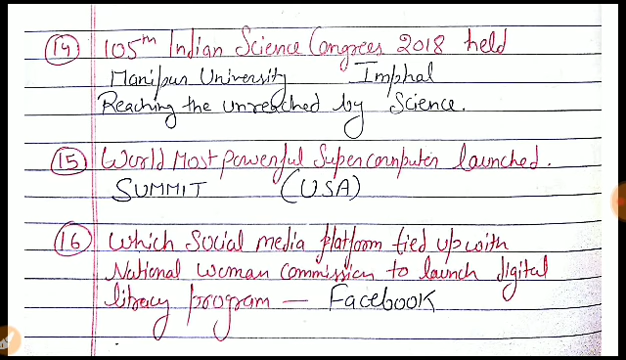 14 105th Indian Science Congrees 2018 held
Manipur University Imphal
Reaching the unreached by Science.
15 World Most powerful Supercomputer launched.
SUMMIT (USA)
16 Which Social media platform tied up with
National woman Commission to launch digital
litracy program — Facebook